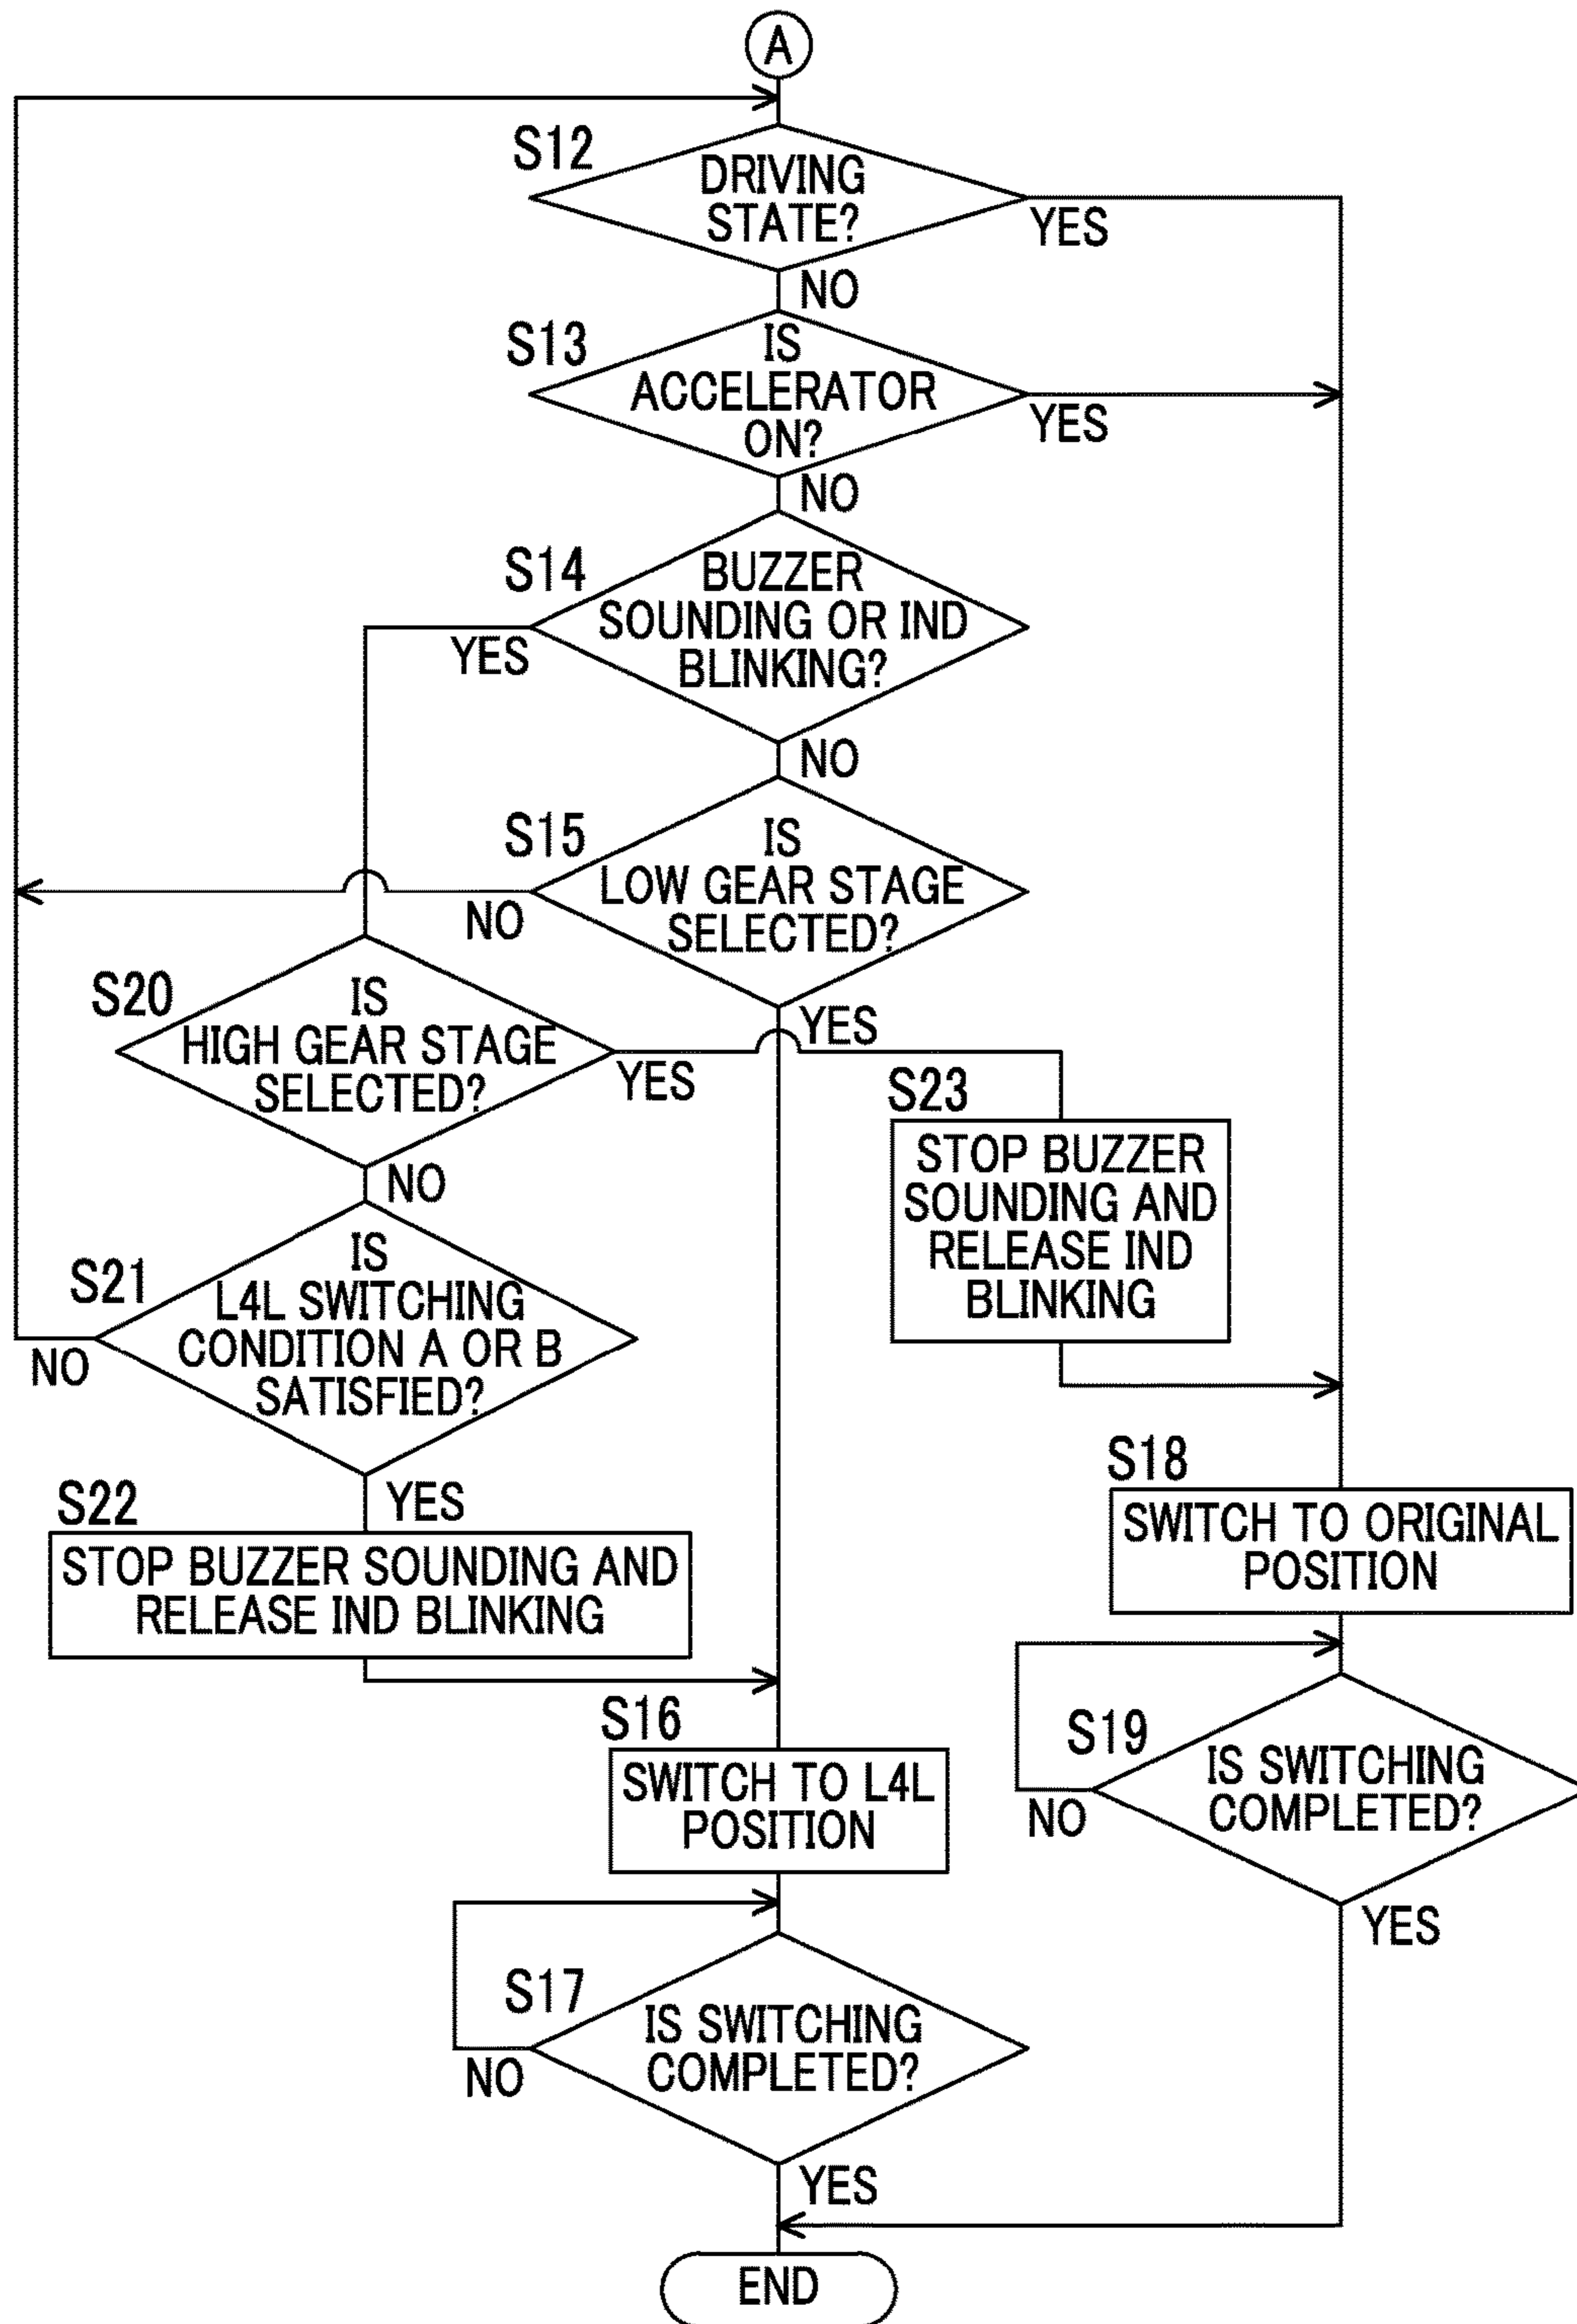 A
S12
DRIVING
STATE?
YES
NO
S13
IS
ACCELERATOR
ON?
YES
NO
S14
BUZZER
SOUNDING OR IND
BLINKING?
YES
NO
S15
IS
LOW GEAR STAGE
SELECTED?
NO
YES
S20
IS
HIGH GEAR STAGE
SELECTED?
YES
NO
S23
STOP BUZZER
SOUNDING AND
RELEASE IND
BLINKING
S21
IS
L4L SWITCHING
CONDITION A OR B
SATISFIED?
NO
YES
S22
STOP BUZZER SOUNDING AND
RELEASE IND BLINKING
S18
SWITCH TO ORIGINAL
POSITION
S16
SWITCH TO L4L
POSITION
S19
IS SWITCHING
COMPLETED?
NO
YES
S17
IS SWITCHING
COMPLETED?
NO
YES
END